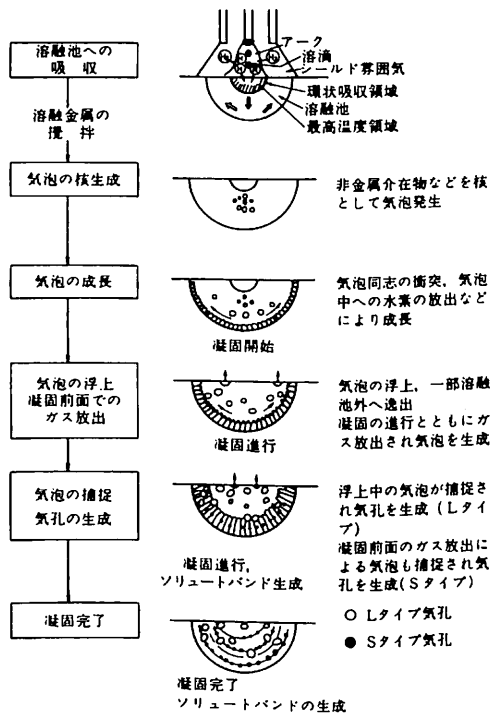 溶融池への
吸収
アーク
溶滴
シールド雰囲気
環状吸収領域
溶融池
最高温度領域
溶融金属の
攪拌
気泡の核生成
非金属介在物などを核
として気泡発生
気泡の成長
気泡同志の衝突,気泡
中への水素の放出など
により成長
凝固開始
気泡の浮上
凝固前面での
ガス放出
気泡の浮上,一部溶融
池外へ逸出
凝固の進行とともにガ
ス放出され気泡を生成
凝固進行
気泡の捕捉
気孔の生成
浮上中の気泡が捕捉さ
れ気孔を生成(Lタイ
プ)
凝固前面のガス放出に
よる気泡も捕捉され気
孔を生成(Sタイプ)
凝固進行,
ソリュートバンド生成
○ Lタイプ気孔
● Sタイプ気孔
凝固完了
凝固完了
ソリュートバンドの生成